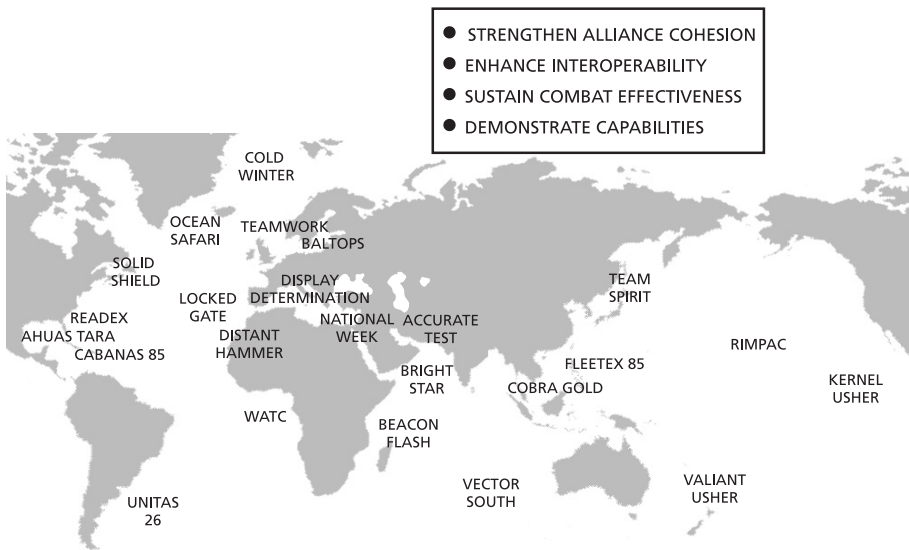 ● STRENGTHEN ALLIANCE COHESION
● ENHANCE INTEROPERABILITY
● SUSTAIN COMBAT EFFECTIVENESS
● DEMONSTRATE CAPABILITIES
COLD
WINTER
OCEAN
SAFARI
TEAMWORK
BALTOPS
SOLID
SHIELD
DISPLAY
DETERMINATION
TEAM
SPIRIT
LOCKED
GATE
READEX
AHUAS TARA
CABANAS 85
DISTANT
HAMMER
NATIONAL
WEEK
ACCURATE
TEST
RIMPAC
BRIGHT
STAR
FLEETEX 85
COBRA GOLD
KERNEL
USHER
WATC
BEACON
FLASH
VECTOR
SOUTH
VALIANT
USHER
UNITAS
26